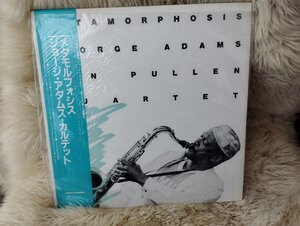 TAMORPHOSIS
ORGE ADAMS
N PULLEN
UARTET
メタモルフォシス
ジョージ・アダムス・カルテット